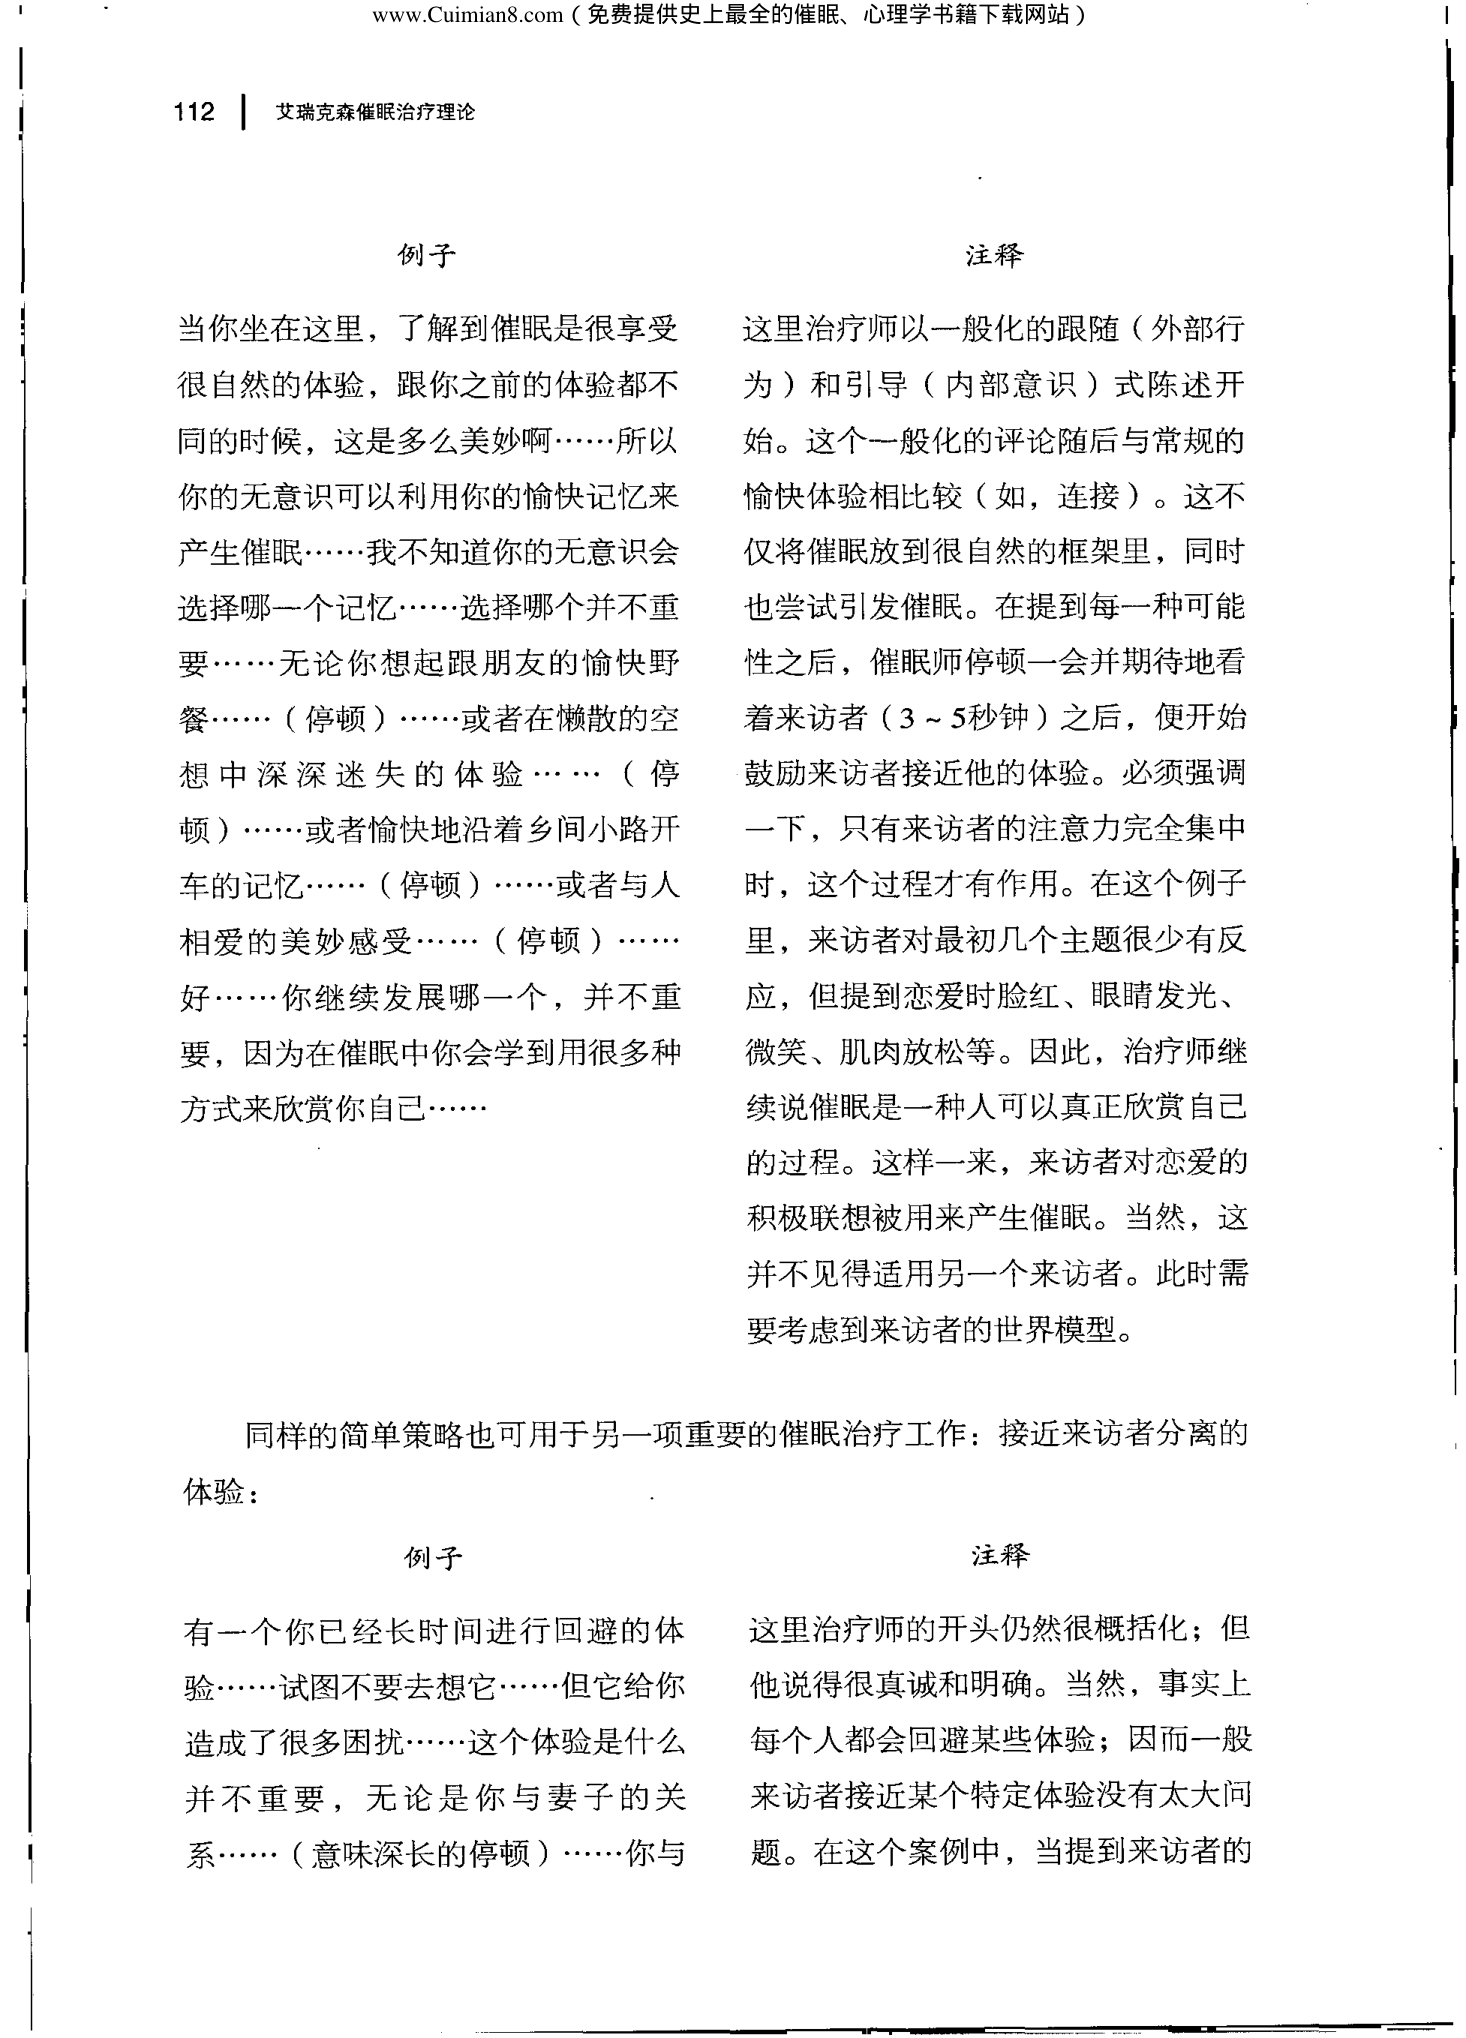 www.Cuimian8.com（免费提供史上最全的催眠、心理学书籍下载网站）
112 艾瑞克森催眠治疗理论
例子
当你坐在这里，了解到催眠是很享受
很自然的体验，跟你之前的体验都不
同的时候，这是多么美妙啊……所以
你的无意识可以利用你的愉快记忆来
产生催眠……我不知道你的无意识会
选择哪一个记忆……选择哪个并不重
要……无论你想起跟朋友的愉快野
餐……（停顿）……或者在懒散的空
想中深深迷失的体验……（停
顿）……或者愉快地沿着乡间小路开
车的记忆……（停顿）……或者与人
相爱的美妙感受……（停顿）……
好……你继续发展哪一个，并不重
要，因为在催眠中你会学到用很多种
方式来欣赏你自己……
注释
这里治疗师以一般化的跟随（外部行
为）和引导（内部意识）式陈述开
始。这个一般化的评论随后与常规的
愉快体验相比较（如，连接）。这不
仅将催眠放到很自然的框架里，同时
也尝试引发催眠。在提到每一种可能
性之后，催眠师停顿一会并期待地看
着来访者（3～5秒钟）之后，便开始
鼓励来访者接近他的体验。必须强调
一下，只有来访者的注意力完全集中
时，这个过程才有作用。在这个例子
里，来访者对最初几个主题很少有反
应，但提到恋爱时脸红、眼睛发光、
微笑、肌肉放松等。因此，治疗师继
续说催眠是一种人可以真正欣赏自己
的过程。这样一来，来访者对恋爱的
积极联想被用来产生催眠。当然，这
并不见得适用另一个来访者。此时需
要考虑到来访者的世界模型。
同样的简单策略也可用于另一项重要的催眠治疗工作：接近来访者分离的
体验：
例子
有一个你已经长时间进行回避的体
验……试图不要去想它……但它给你
造成了很多困扰……这个体验是什么
并不重要，无论是你与妻子的关
系……（意味深长的停顿）……你与
注释
这里治疗师的开头仍然很概括化；但
他说得很真诚和明确。当然，事实上
每个人都会回避某些体验；因而一般
来访者接近某个特定体验没有太大问
题。在这个案例中，当提到来访者的